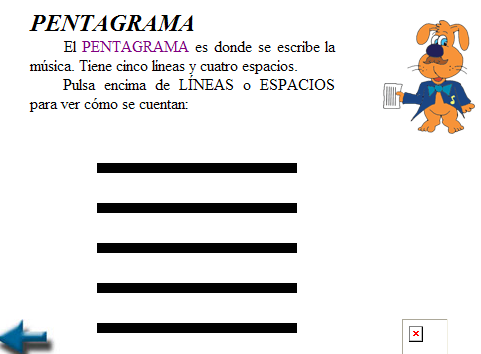 PENTAGRAMA
El PENTAGRAMA es donde se escribe la
música. Tiene cinco líneas y cuatro espacios.
Pulsa encima de LÍNEAS o ESPACIOS
para ver cómo se cuentan: